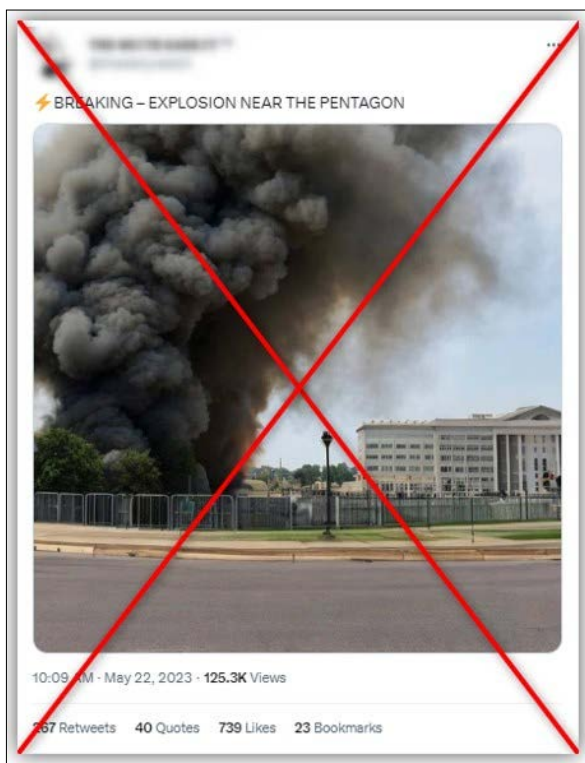 ⚡BREAKING – EXPLOSION NEAR THE PENTAGON
10:09 AM · May 22, 2023 · 125.3K Views
267 Retweets 40 Quotes 739 Likes 23 Bookmarks